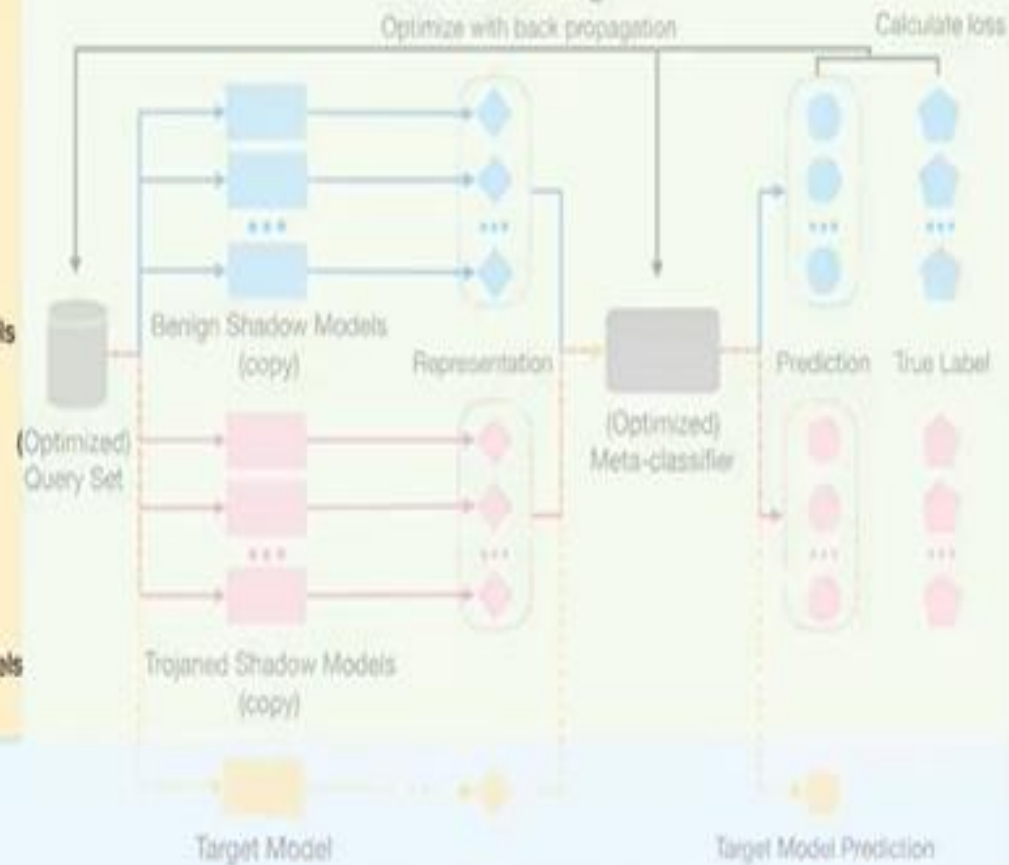 Optimize with back propagation
Calculate loss
Benign Shadow Models
(copy)
Representation
Prediction
True Label
(Optimized)
Query Set
(Optimized)
Meta-classifier
Trojaned Shadow Models
(copy)
Target Model
Target Model Prediction